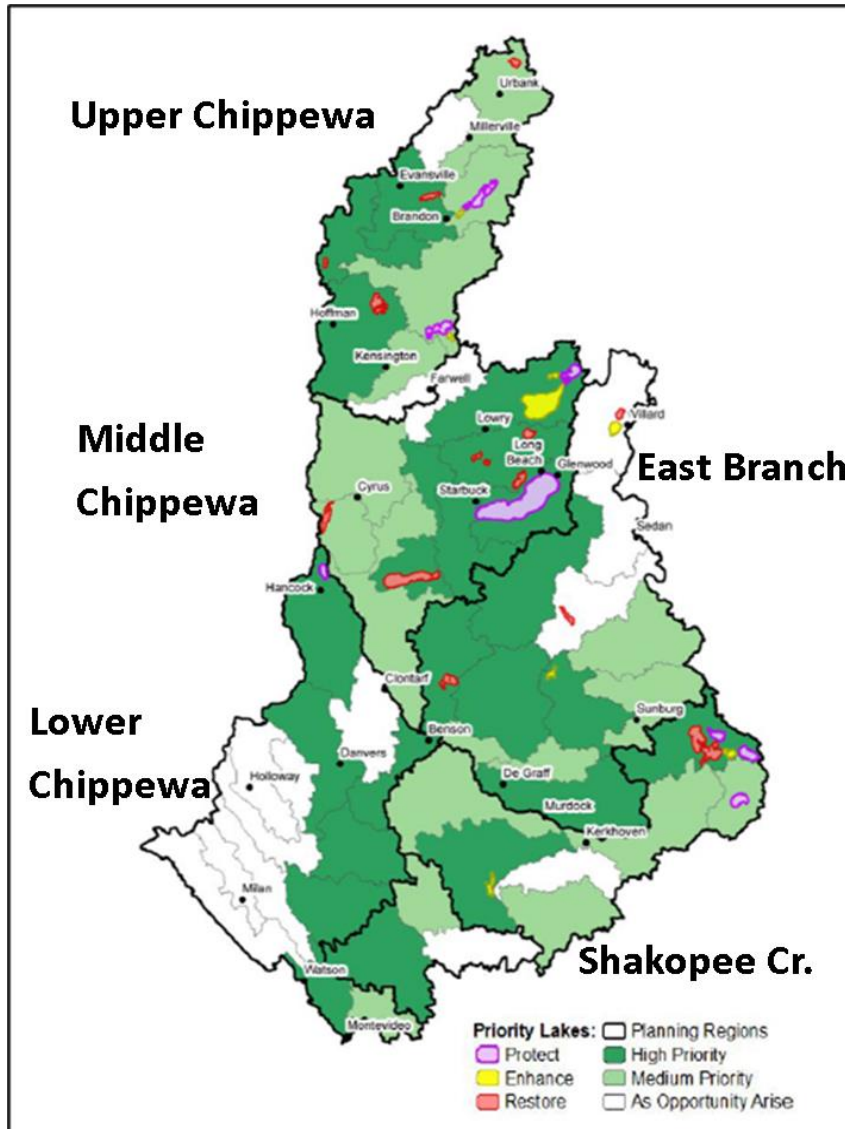 Upper Chippewa
Urbank
Millerville
Evansville
Brandon
Hoffman
Kensington
Farwell
Middle
Chippewa
Lowry
Long
Beach
Villard
Glenwood
East Branch
Cyrus
Starbuck
Sedan
Hancock
Clontarf
Sunburg
Lower
Chippewa
Benson
Danvers
Holloway
De Graff
Murdock
Kerkhoven
Milan
Watson
Shakopee Cr.
Montevideo
Priority Lakes:
Protect
Enhance
Restore
Planning Regions
High Priority
Medium Priority
As Opportunity Arise